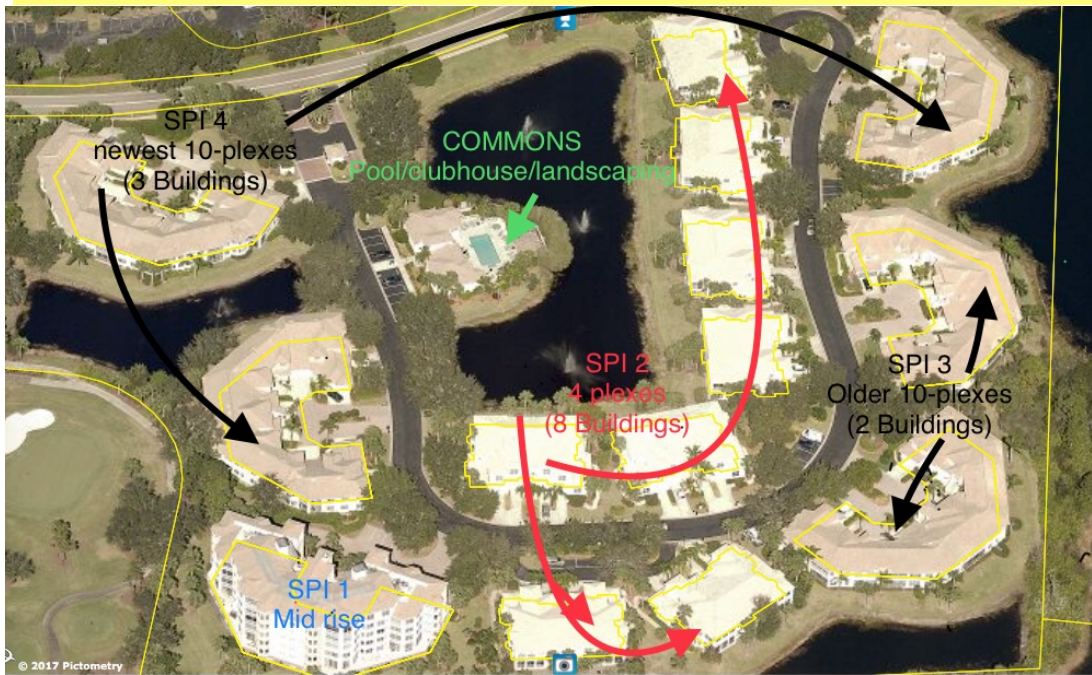 SPI 4
newest 10-plexes
(3 Buildings)
COMMONS
Pool/clubhouse/landscaping
SPI 2
4 plexes
(8 Buildings)
SPI 3
Older 10-plexes
(2 Buildings)
SPI 1
Mid rise
© 2017 Pictometry